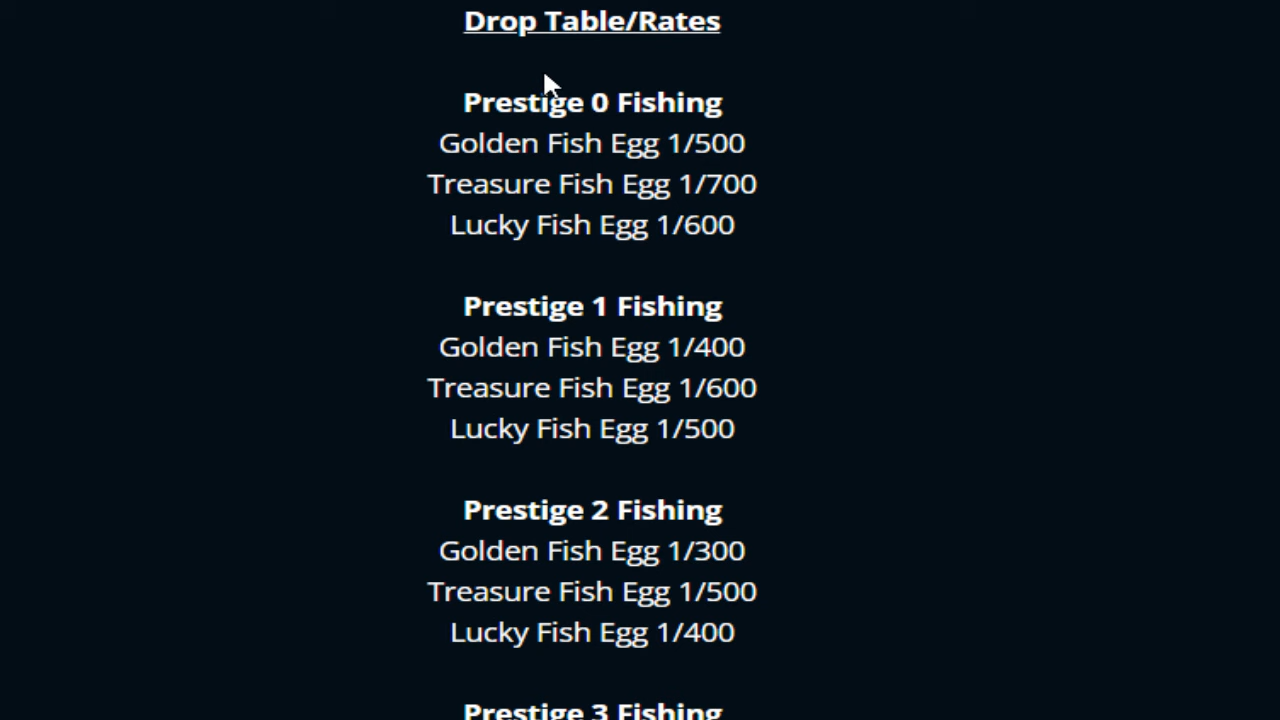 Drop Table/Rates
Prestige 0 Fishing
Golden Fish Egg 1/500
Treasure Fish Egg 1/700
Lucky Fish Egg 1/600
Prestige 1 Fishing
Golden Fish Egg 1/400
Treasure Fish Egg 1/600
Lucky Fish Egg 1/500
Prestige 2 Fishing
Golden Fish Egg 1/300
Treasure Fish Egg 1/500
Lucky Fish Egg 1/400
Prestige 3 Fishing